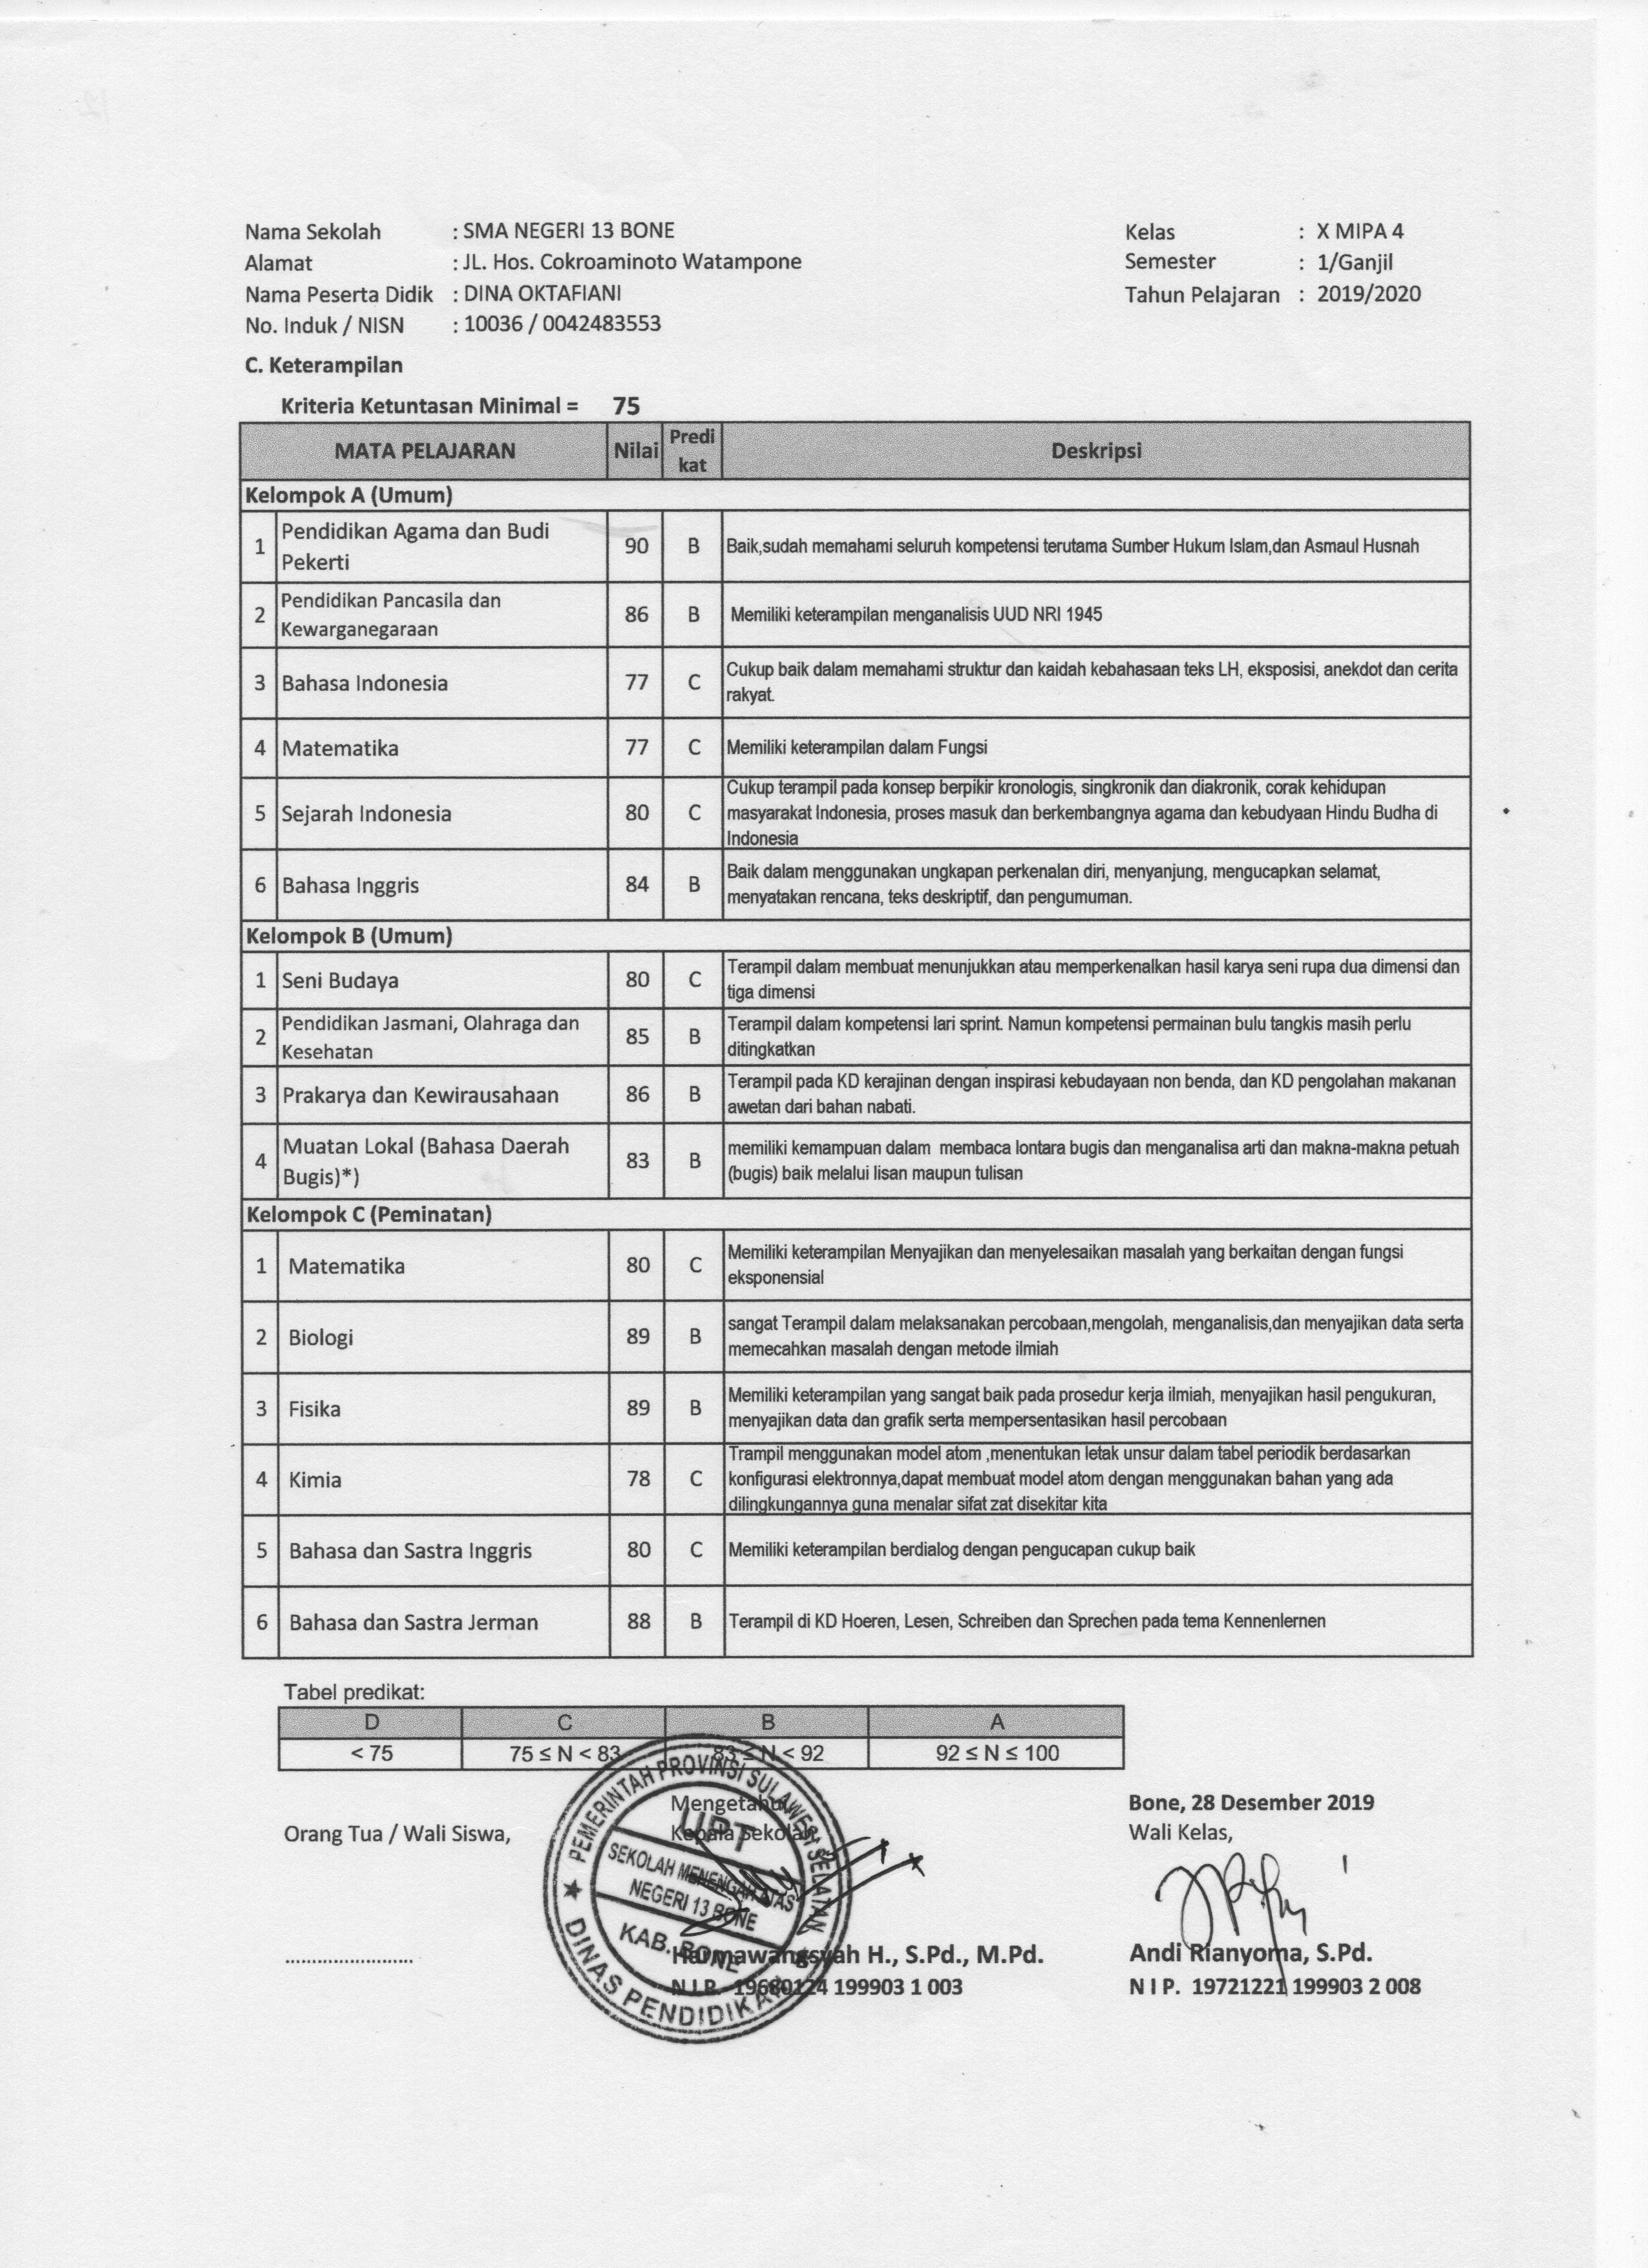 Nama Sekolah : SMA NEGERI 13 BONE Kelas : X MIPA 4
Alamat : JL. Hos. Cokroaminoto Watampone Semester : 1/Ganjil
Nama Peserta Didik : DINA OKTAFIANI Tahun Pelajaran : 2019/2020
No. Induk / NISN : 10036 / 0042483553
C. Keterampilan
Kriteria Ketuntasan Minimal = 75
MATA PELAJARAN Nilai Predi kat Deskripsi
Kelompok A (Umum)
1 Pendidikan Agama dan Budi Pekerti 90 B Baik,sudah memahami seluruh kompetensi terutama Sumber Hukum Islam,dan Asmaul Husnah
2 Pendidikan Pancasila dan Kewarganegaraan 86 B Memiliki keterampilan menganalisis UUD NRI 1945
3 Bahasa Indonesia 77 C Cukup baik dalam memahami struktur dan kaidah kebahasaan teks LH, eksposisi, anekdot dan cerita
rakyat.
4 Matematika 77 C Memiliki keterampilan dalam Fungsi
5 Sejarah Indonesia 80 C Cukup terampil pada konsep berpikir kronologis, singkronik dan diakronik, corak kehidupan
masyarakat Indonesia, proses masuk dan berkembangnya agama dan kebudyaan Hindu Budha di
Indonesia
6 Bahasa Inggris 84 B Baik dalam menggunakan ungkapan perkenalan diri, menyanjung, mengucapkan selamat,
menyatakan rencana, teks deskriptif, dan pengumuman.
Kelompok B (Umum)
1 Seni Budaya 80 C Terampil dalam membuat menunjukkan atau memperkenalkan hasil karya seni rupa dua dimensi dan
tiga dimensi
2 Pendidikan Jasmani, Olahraga dan Kesehatan 85 B Terampil dalam kompetensi lari sprint. Namun kompetensi permainan bulu tangkis masih perlu
ditingkatkan
3 Prakarya dan Kewirausahaan 86 B Terampil pada KD kerajinan dengan inspirasi kebudayaan non benda, dan KD pengolahan makanan
awetan dari bahan nabati.
4 Muatan Lokal (Bahasa Daerah Bugis)*) 83 B memiliki kemampuan dalam membaca lontara bugis dan menganalisa arti dan makna-makna petuah
(bugis) baik melalui lisan maupun tulisan
Kelompok C (Peminatan)
1 Matematika 80 C Memiliki keterampilan Menyajikan dan menyelesaikan masalah yang berkaitan dengan fungsi
eksponensial
2 Biologi 89 B sangat Terampil dalam melaksanakan percobaan,mengolah, menganalisis,dan menyajikan data serta
memecahkan masalah dengan metode ilmiah
3 Fisika 89 B Memiliki keterampilan yang sangat baik pada prosedur kerja ilmiah, menyajikan hasil pengukuran,
menyajikan data dan grafik serta mempersentasikan hasil percobaan
4 Kimia 78 C Trampil menggunakan model atom ,menentukan letak unsur dalam tabel periodik berdasarkan
konfigurasi elektronnya,dapat membuat model atom dengan menggunakan bahan yang ada
dilingkungannya guna menalar sifat zat disekitar kita
5 Bahasa dan Sastra Inggris 80 C Memiliki keterampilan berdialog dengan pengucapan cukup baik
6 Bahasa dan Sastra Jerman 88 B Terampil di KD Hoeren, Lesen, Schreiben dan Sprechen pada tema Kennenlernen
Tabel predikat:
D C B A
< 75 75 ≤ N < 83 83 ≤ N < 92 92 ≤ N ≤ 100
Mengetahui, Bone, 28 Desember 2019
Orang Tua / Wali Siswa, Kepala Sekolah Wali Kelas,
PEMERINTAH PROVINSI SULAWESI SELATAN
UPT
SEKOLAH MENENGAH ATAS
NEGERI 13 BONE
KAB. BONE
DINAS PENDIDIKAN
........................ Harmawangsyah H., S.Pd., M.Pd. Andi Rianyoma, S.Pd.
N I P. 19680124 199903 1 003 N I P. 19721221 199903 2 008